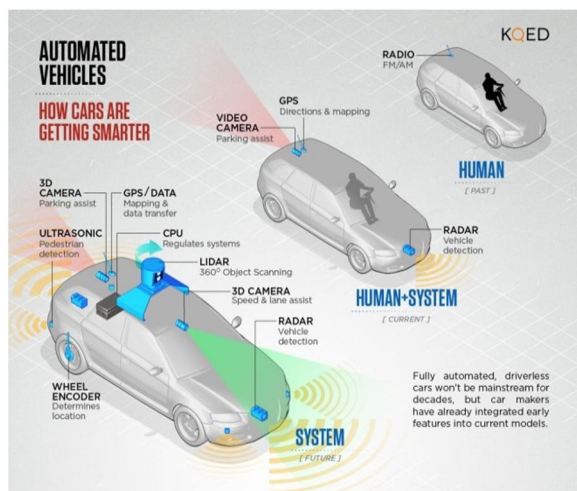 KQED
AUTOMATED
VEHICLES
HOW CARS ARE
GETTING SMARTER
RADIO
FM/AM
HUMAN
[ PAST ]
GPS
Directions & mapping
VIDEO
CAMERA
Parking assist
RADAR
Vehicle
detection
HUMAN+SYSTEM
[ CURRENT ]
3D
CAMERA
Parking assist
GPS/DATA
Mapping &
data transfer
ULTRASONIC
Pedestrian
detection
CPU
Regulates systems
LIDAR
360° Object Scanning
3D CAMERA
Speed & lane assist
RADAR
Vehicle
detection
WHEEL
ENCODER
Determines
location
SYSTEM
[ FUTURE ]
Fully automated, driverless
cars won't be mainstream for
decades, but car makers
have already integrated early
features into current models.